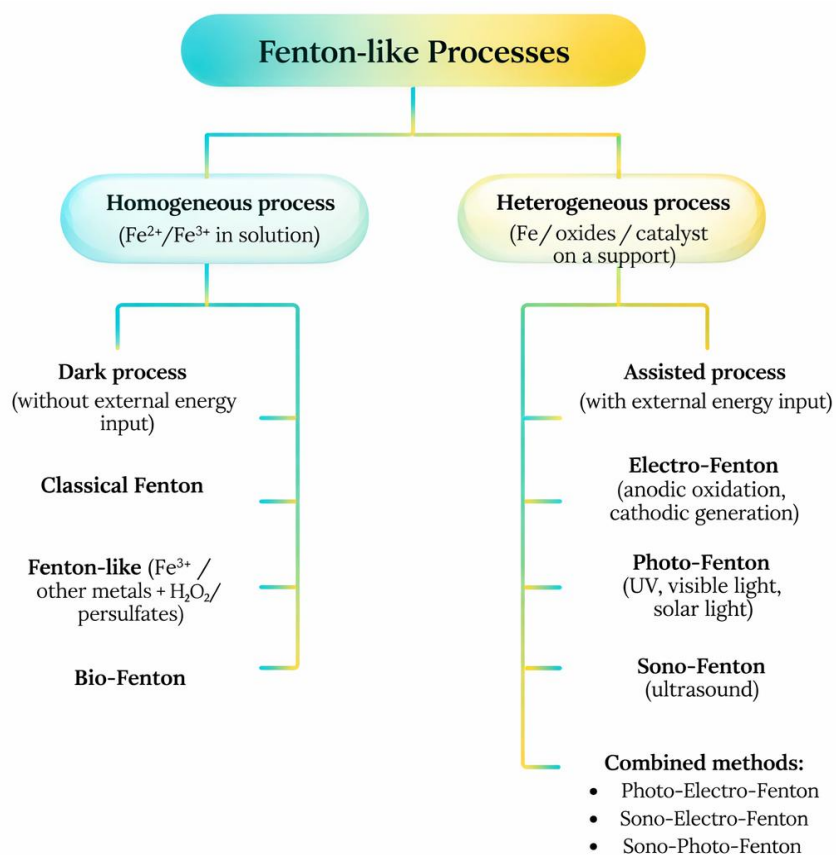 Fenton-like Processes
Homogeneous process
(Fe²⁺/Fe³⁺ in solution)
Heterogeneous process
(Fe/ oxides / catalyst
on a support)
Dark process
(without external energy
input)
Classical Fenton
Fenton-like (Fe³⁺ /
other metals + H₂O₂/
persulfates)
Bio-Fenton
Assisted process
(with external energy input)
Electro-Fenton
(anodic oxidation,
cathodic generation)
Photo-Fenton
(UV, visible light,
solar light)
Sono-Fenton
(ultrasound)
Combined methods:
• Photo-Electro-Fenton
• Sono-Electro-Fenton
• Sono-Photo-Fenton